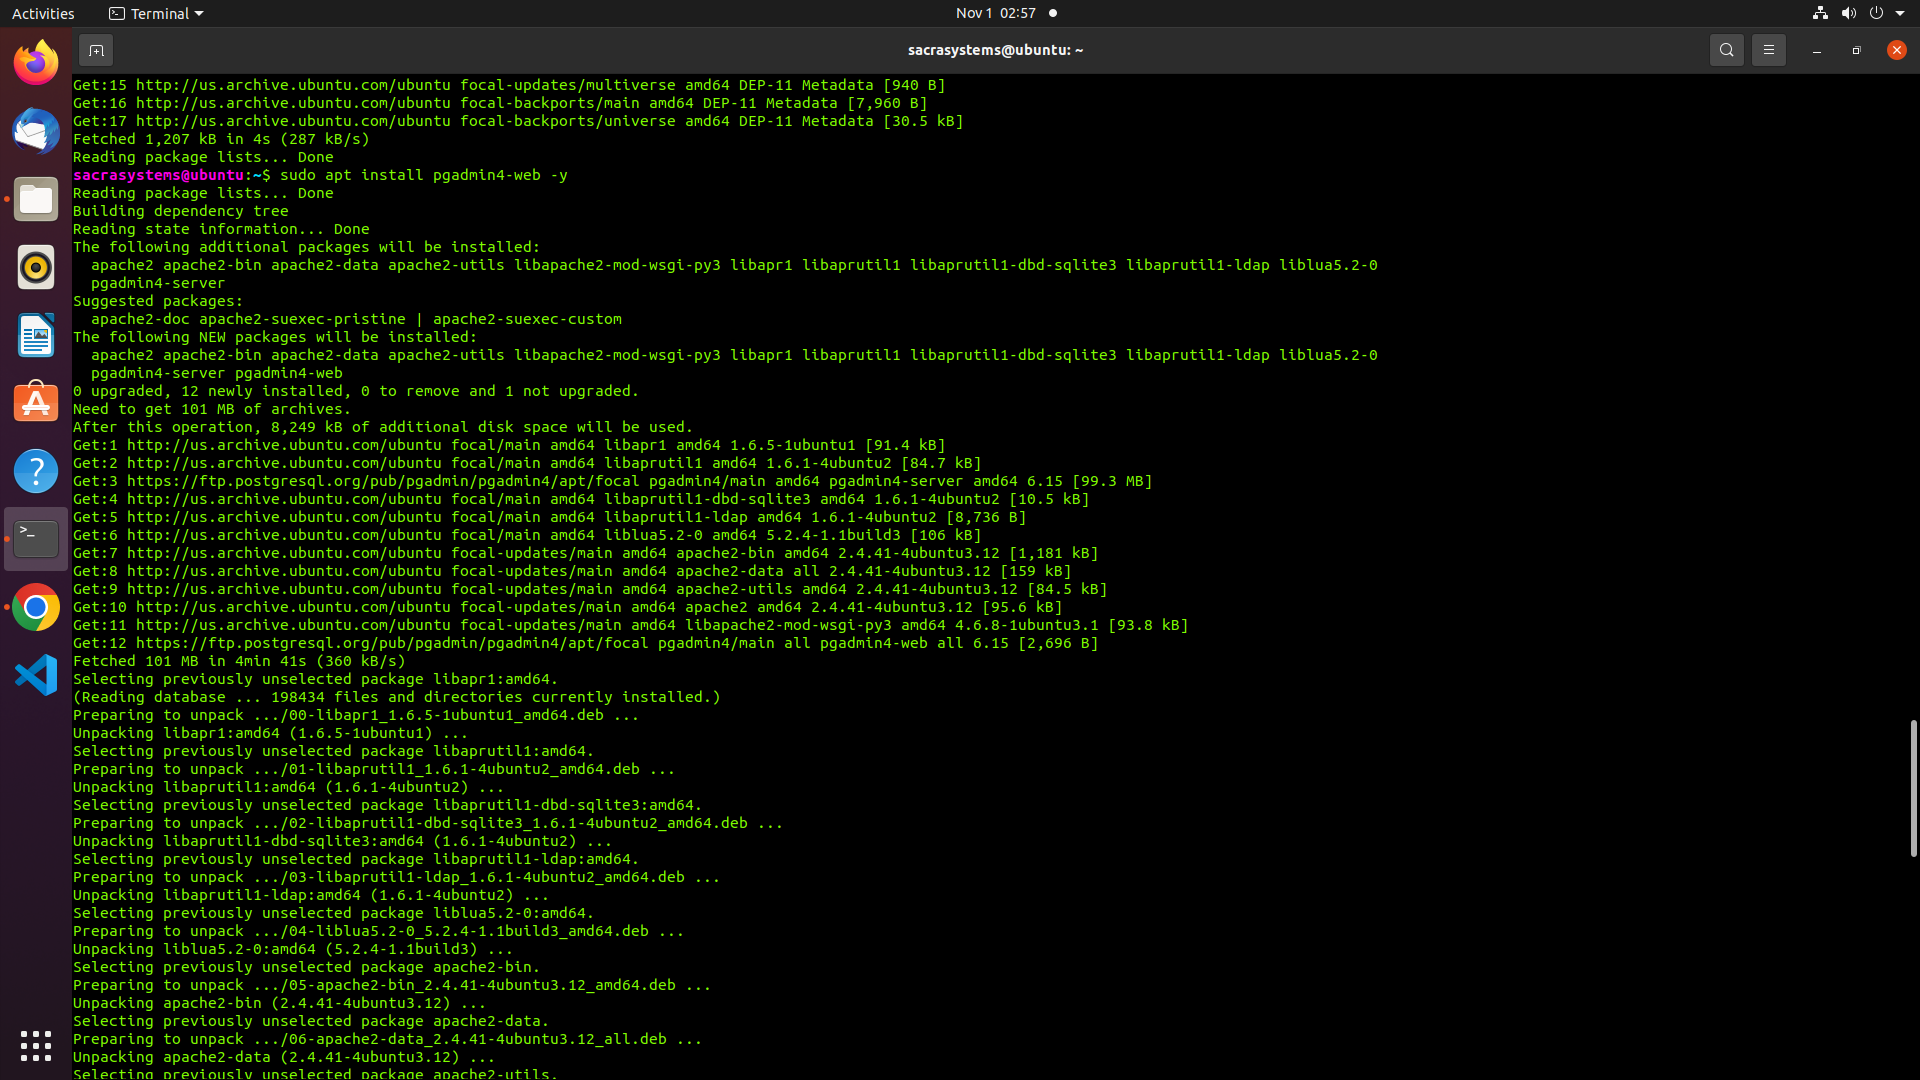 Activities
Terminal
Nov 1 02:57
sacrasystems@ubuntu: ~
Get:15 http://us.archive.ubuntu.com/ubuntu focal-updates/multiverse amd64 DEP-11 Metadata [940 B]
Get:16 http://us.archive.ubuntu.com/ubuntu focal-backports/main amd64 DEP-11 Metadata [7,960 B]
Get:17 http://us.archive.ubuntu.com/ubuntu focal-backports/universe amd64 DEP-11 Metadata [30.5 kB]
Fetched 1,207 kB in 4s (287 kB/s)
Reading package lists... Done
sacrasystems@ubuntu:~$ sudo apt install pgadmin4-web -y
Reading package lists... Done
Building dependency tree
Reading state information... Done
The following additional packages will be installed:
  apache2 apache2-bin apache2-data apache2-utils libapache2-mod-wsgi-py3 libapr1 libaprutil1 libaprutil1-dbd-sqlite3 libaprutil1-ldap liblua5.2-0
  pgadmin4-server
Suggested packages:
  apache2-doc apache2-suexec-pristine | apache2-suexec-custom
The following NEW packages will be installed:
  apache2 apache2-bin apache2-data apache2-utils libapache2-mod-wsgi-py3 libapr1 libaprutil1 libaprutil1-dbd-sqlite3 libaprutil1-ldap liblua5.2-0
  pgadmin4-server pgadmin4-web
0 upgraded, 12 newly installed, 0 to remove and 1 not upgraded.
Need to get 101 MB of archives.
After this operation, 8,249 kB of additional disk space will be used.
Get:1 http://us.archive.ubuntu.com/ubuntu focal/main amd64 libapr1 amd64 1.6.5-1ubuntu1 [91.4 kB]
Get:2 http://us.archive.ubuntu.com/ubuntu focal/main amd64 libaprutil1 amd64 1.6.1-4ubuntu2 [84.7 kB]
Get:3 https://ftp.postgresql.org/pub/pgadmin/pgadmin4/apt/focal pgadmin4/main amd64 pgadmin4-server amd64 6.15 [99.3 MB]
Get:4 http://us.archive.ubuntu.com/ubuntu focal/main amd64 libaprutil1-dbd-sqlite3 amd64 1.6.1-4ubuntu2 [10.5 kB]
Get:5 http://us.archive.ubuntu.com/ubuntu focal/main amd64 libaprutil1-ldap amd64 1.6.1-4ubuntu2 [8,736 B]
Get:6 http://us.archive.ubuntu.com/ubuntu focal/main amd64 liblua5.2-0 amd64 5.2.4-1.1build3 [106 kB]
Get:7 http://us.archive.ubuntu.com/ubuntu focal-updates/main amd64 apache2-bin amd64 2.4.41-4ubuntu3.12 [1,181 kB]
Get:8 http://us.archive.ubuntu.com/ubuntu focal-updates/main amd64 apache2-data all 2.4.41-4ubuntu3.12 [159 kB]
Get:9 http://us.archive.ubuntu.com/ubuntu focal-updates/main amd64 apache2-utils amd64 2.4.41-4ubuntu3.12 [84.5 kB]
Get:10 http://us.archive.ubuntu.com/ubuntu focal-updates/main amd64 apache2 amd64 2.4.41-4ubuntu3.12 [95.6 kB]
Get:11 http://us.archive.ubuntu.com/ubuntu focal-updates/main amd64 libapache2-mod-wsgi-py3 amd64 4.6.8-1ubuntu3.1 [93.8 kB]
Get:12 https://ftp.postgresql.org/pub/pgadmin/pgadmin4/apt/focal pgadmin4/main all pgadmin4-web all 6.15 [2,696 B]
Fetched 101 MB in 4min 41s (360 kB/s)
Selecting previously unselected package libapr1:amd64.
(Reading database ... 198434 files and directories currently installed.)
Preparing to unpack .../00-libapr1_1.6.5-1ubuntu1_amd64.deb ...
Unpacking libapr1:amd64 (1.6.5-1ubuntu1) ...
Selecting previously unselected package libaprutil1:amd64.
Preparing to unpack .../01-libaprutil1_1.6.1-4ubuntu2_amd64.deb ...
Unpacking libaprutil1:amd64 (1.6.1-4ubuntu2) ...
Selecting previously unselected package libaprutil1-dbd-sqlite3:amd64.
Preparing to unpack .../02-libaprutil1-dbd-sqlite3_1.6.1-4ubuntu2_amd64.deb ...
Unpacking libaprutil1-dbd-sqlite3:amd64 (1.6.1-4ubuntu2) ...
Selecting previously unselected package libaprutil1-ldap:amd64.
Preparing to unpack .../03-libaprutil1-ldap_1.6.1-4ubuntu2_amd64.deb ...
Unpacking libaprutil1-ldap:amd64 (1.6.1-4ubuntu2) ...
Selecting previously unselected package liblua5.2-0:amd64.
Preparing to unpack .../04-liblua5.2-0_5.2.4-1.1build3_amd64.deb ...
Unpacking liblua5.2-0:amd64 (5.2.4-1.1build3) ...
Selecting previously unselected package apache2-bin.
Preparing to unpack .../05-apache2-bin_2.4.41-4ubuntu3.12_amd64.deb ...
Unpacking apache2-bin (2.4.41-4ubuntu3.12) ...
Selecting previously unselected package apache2-data.
Preparing to unpack .../06-apache2-data_2.4.41-4ubuntu3.12_all.deb ...
Unpacking apache2-data (2.4.41-4ubuntu3.12) ...
Selecting previously unselected package apache2-utils.